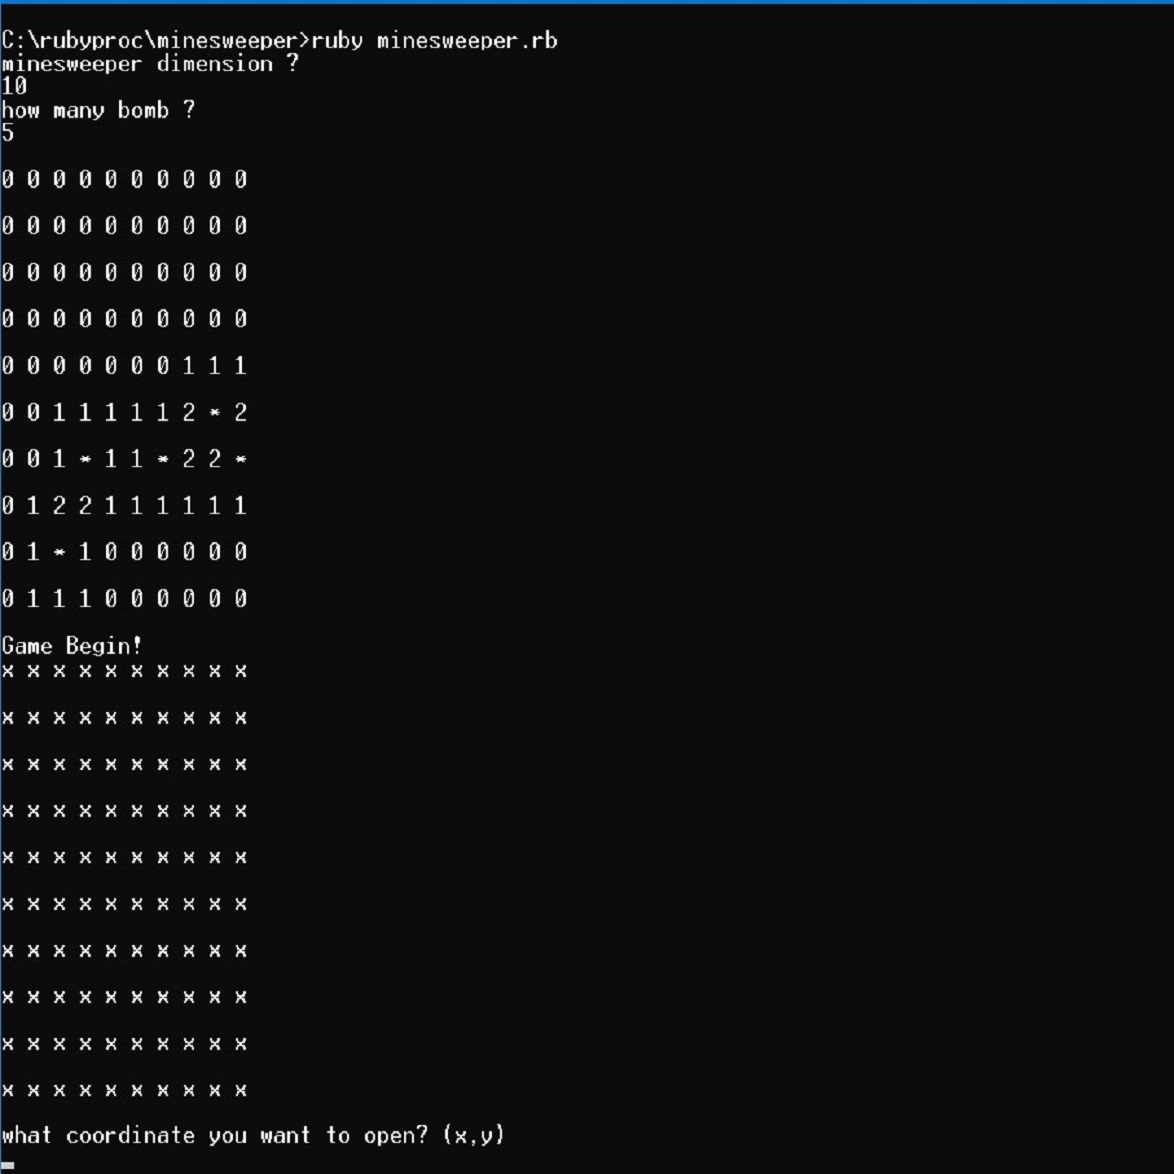 C:\rubyproc\minesweeper>ruby minesweeper.rb
minesweeper dimension ?
10
how many bomb ?
5
0 0 0 0 0 0 0 0 0 0
0 0 0 0 0 0 0 0 0 0
0 0 0 0 0 0 0 0 0 0
0 0 0 0 0 0 0 0 0 0
0 0 0 0 0 0 0 1 1 1
0 0 1 1 1 1 1 2 * 2
0 0 1 * 1 1 * 2 2 *
0 1 2 2 1 1 1 1 1 1
0 1 * 1 0 0 0 0 0 0
0 1 1 1 0 0 0 0 0 0
Game Begin!
x x x x x x x x x x
x x x x x x x x x x
x x x x x x x x x x
x x x x x x x x x x
x x x x x x x x x x
x x x x x x x x x x
x x x x x x x x x x
x x x x x x x x x x
x x x x x x x x x x
x x x x x x x x x x
what coordinate you want to open? (x,y)